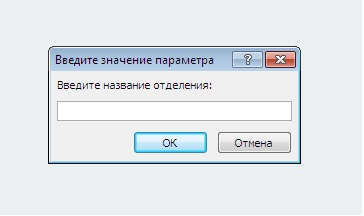 Введите значение параметра
Введите название отделения:
OK
Отмена